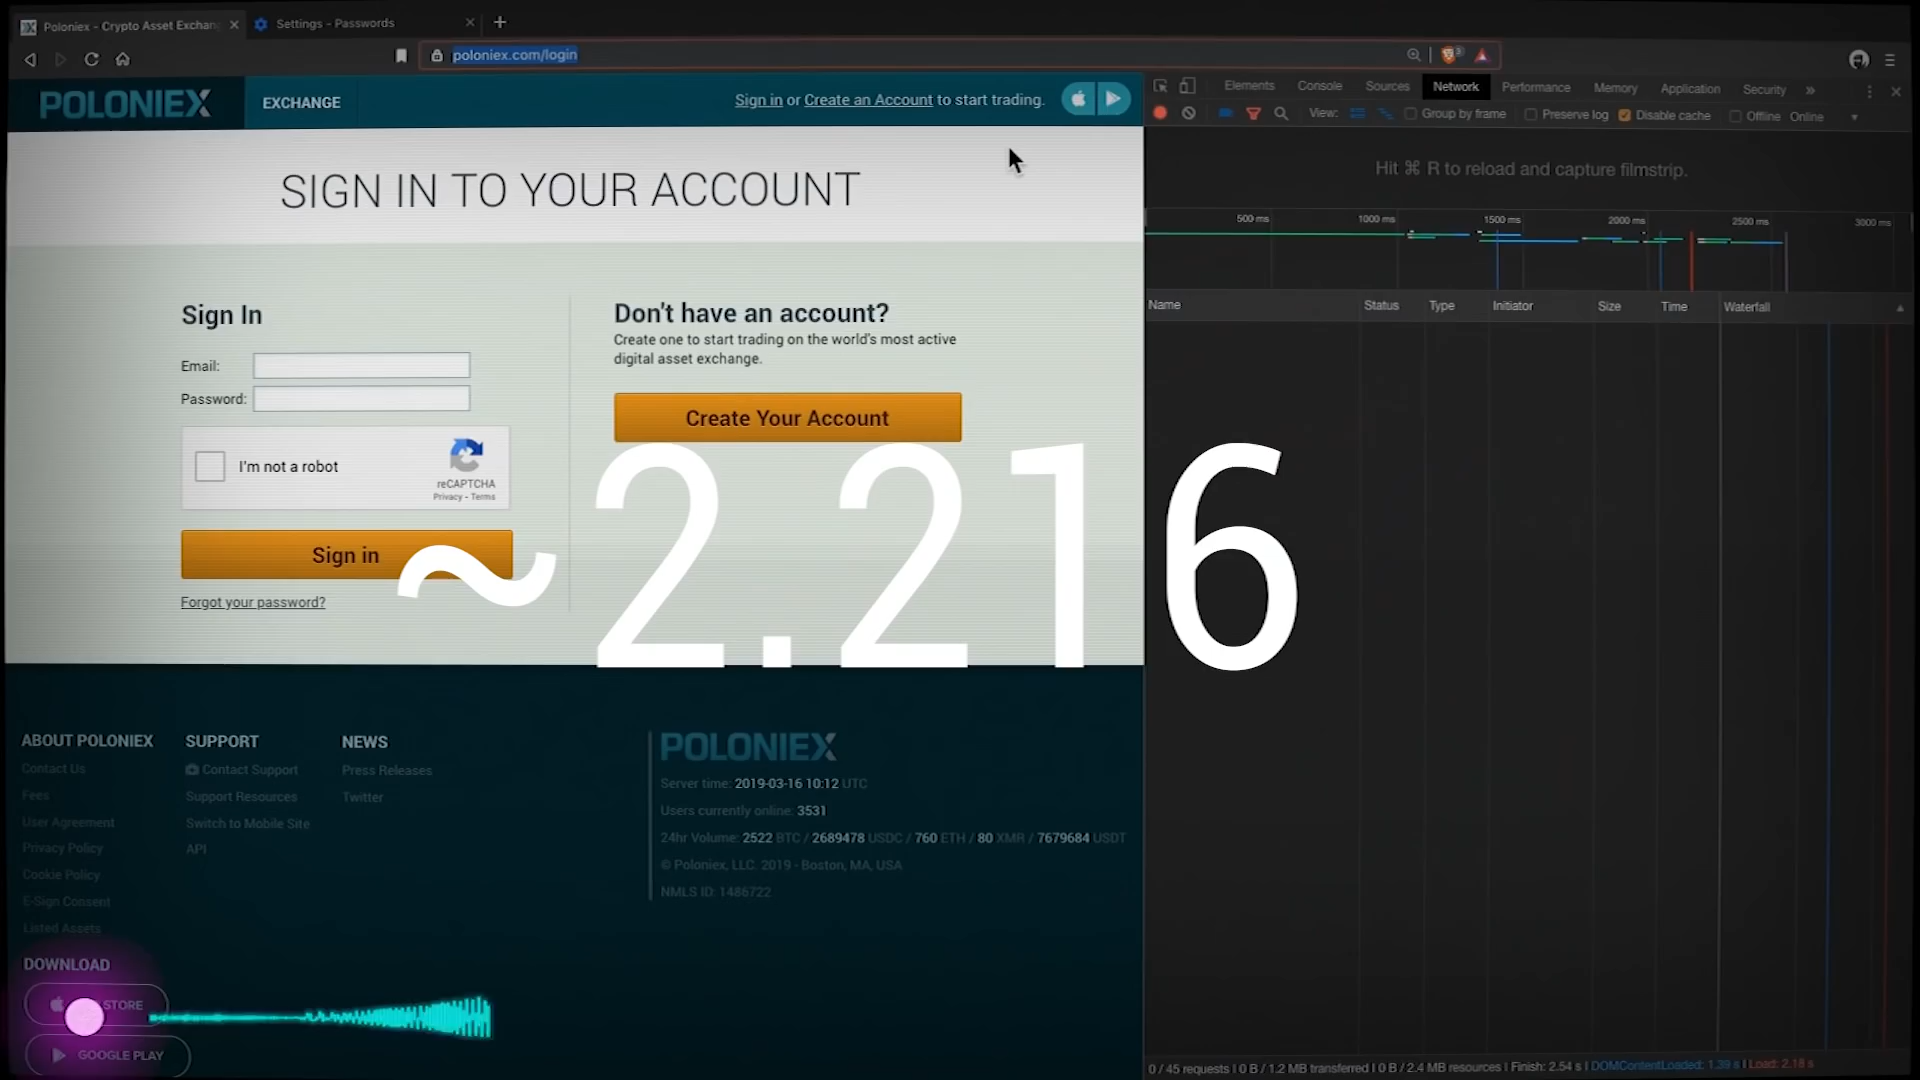 Poloniex - Crypto Asset Exchan
Settings - Passwords
poloniex.com/login
POLONIEX
EXCHANGE
Sign in or Create an Account to start trading.
SIGN IN TO YOUR ACCOUNT
Sign In
Email:
Password:
I'm not a robot
reCAPTCHA
Privacy - Terms
Sign in
Forgot your password?
Don't have an account?
Create one to start trading on the world's most active
digital asset exchange.
Create Your Account
~2.216
ABOUT POLONIEX
Contact Us
Fees
User Agreement
Privacy Policy
Cookie Policy
E-Sign Consent
Listed Assets
SUPPORT
Contact Support
Support Resources
Switch to Mobile Site
API
NEWS
Press Releases
Twitter
POLONIEX
Server time: 2019-03-16 10:12 UTC
Users currently online: 3531
24hr Volume: 2522 BTC / 2689478 USDC / 760 ETH / 80 XMR / 7679684 USDT
© Poloniex, LLC. 2019 - Boston, MA, USA
NMLS ID: 1486722
DOWNLOAD
STORE
GOOGLE PLAY
Elements Console Sources Network Performance Memory Application Security »
View: Group by frame Preserve log Disable cache Offline Online
Hit ⌘ R to reload and capture filmstrip.
500 ms 1000 ms 1500 ms 2000 ms 2500 ms 3000 ms
Name Status Type Initiator Size Time Waterfall
0 / 45 requests | 0 B / 1.2 MB transferred | 0 B / 2.4 MB resources | Finish: 2.54 s | DOMContentLoaded: 1.39 s | Load: 2.18 s